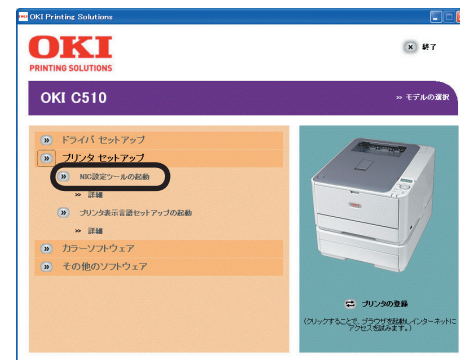 OKI Printing Solutions
OKI
PRINTING SOLUTIONS
終了
OKI C510
» モデルの選択
ドライバ セットアップ
プリンタ セットアップ
NIC設定ツールの起動
» 詳細
プリンタ表示言語セットアップの起動
» 詳細
カラーソフトウェア
その他のソフトウェア
プリンタの登録
(クリックすることで、ブラウザを起動し、インターネットに
アクセスを試みます。)